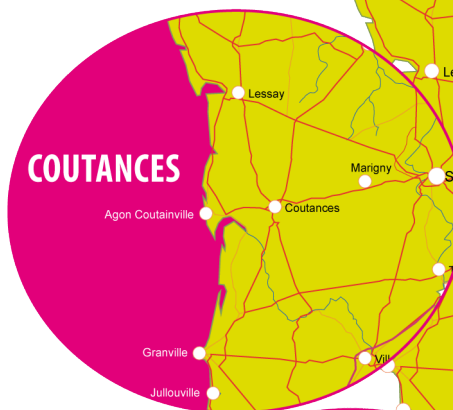 Lessay
COUTANCES
Marigny
Coutances
Agon Coutainville
Granville
Jullouville